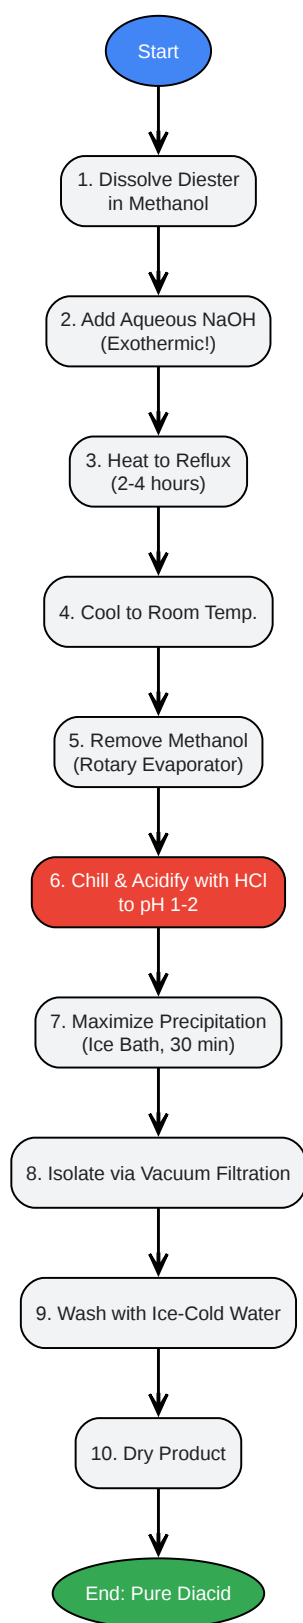 Start
1. Dissolve Diester
in Methanol
2. Add Aqueous NaOH
(Exothermic!)
3. Heat to Reflux
(2-4 hours)
4. Cool to Room Temp.
5. Remove Methanol
(Rotary Evaporator)
6. Chill & Acidify with HCl
to pH 1-2
7. Maximize Precipitation
(Ice Bath, 30 min)
8. Isolate via Vacuum Filtration
9. Wash with Ice-Cold Water
10. Dry Product
End: Pure Diacid